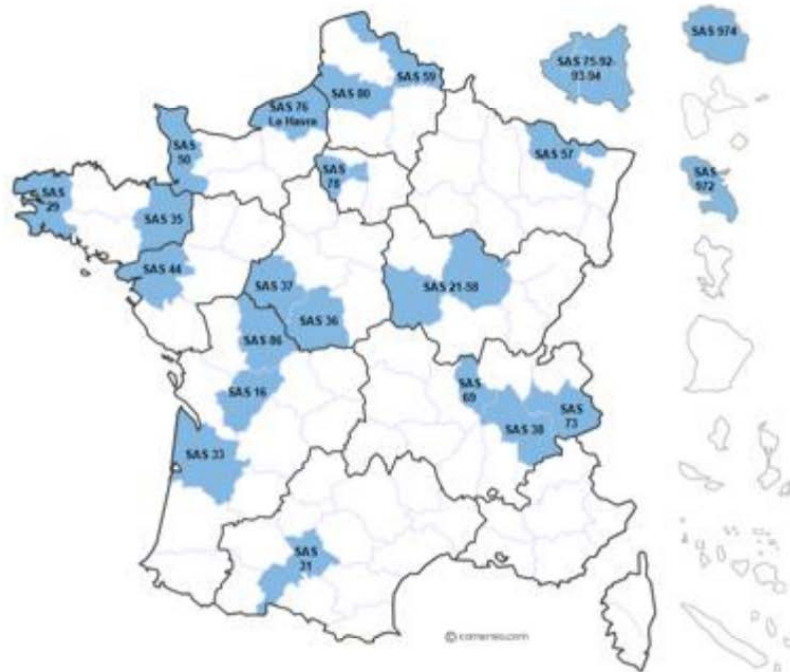 SAS 974
SAS 75-92-
93-94
SAS 59
SAS 80
SAS 76
Le Havre
SAS
50
SAS 57
SAS
78
SAS
972
SAS
29
SAS 35
SAS 44
SAS 37
SAS 21-58
SAS 36
SAS 86
SAS
69
SAS 16
SAS
73
SAS 38
SAS 33
SAS
31
© comersis.com